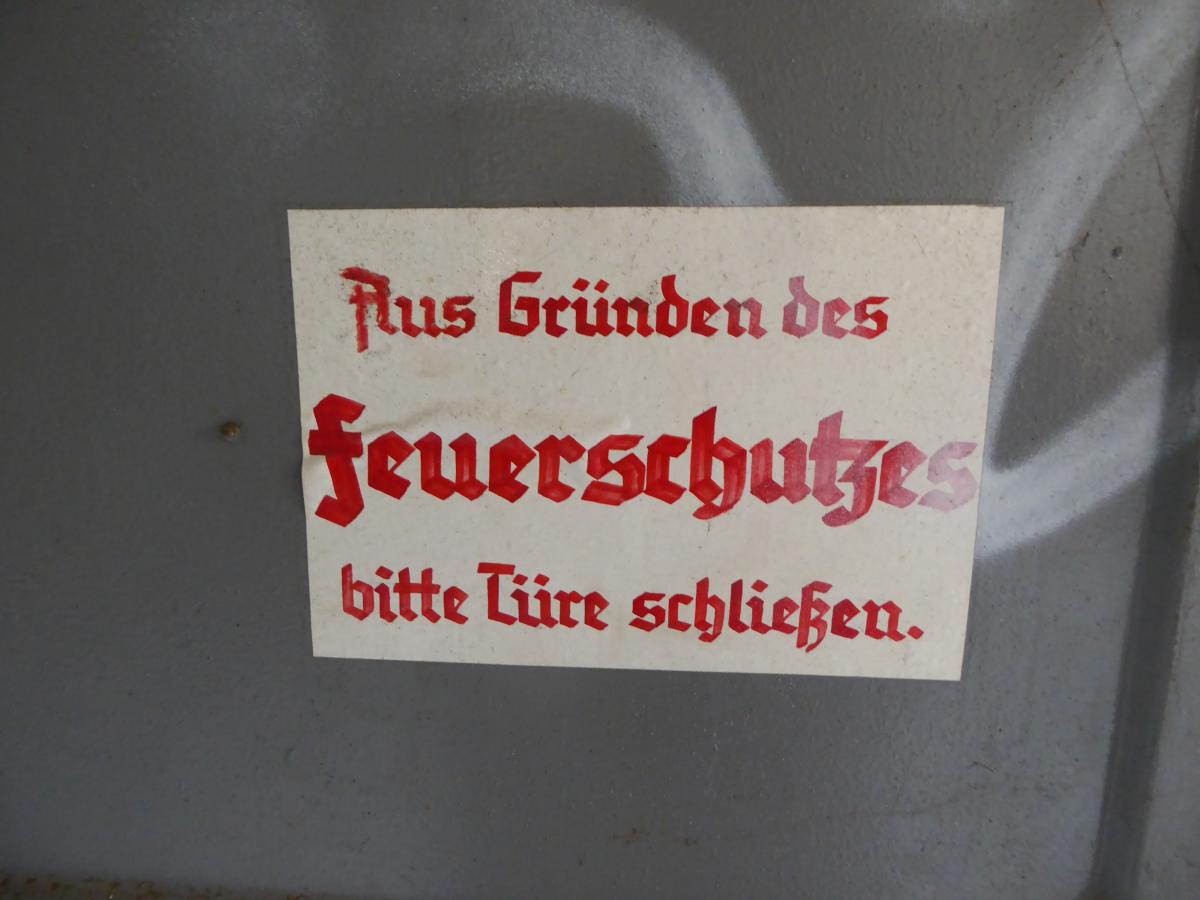 Aus Gründen des
Feuerschutzes
bitte Türe schließen.